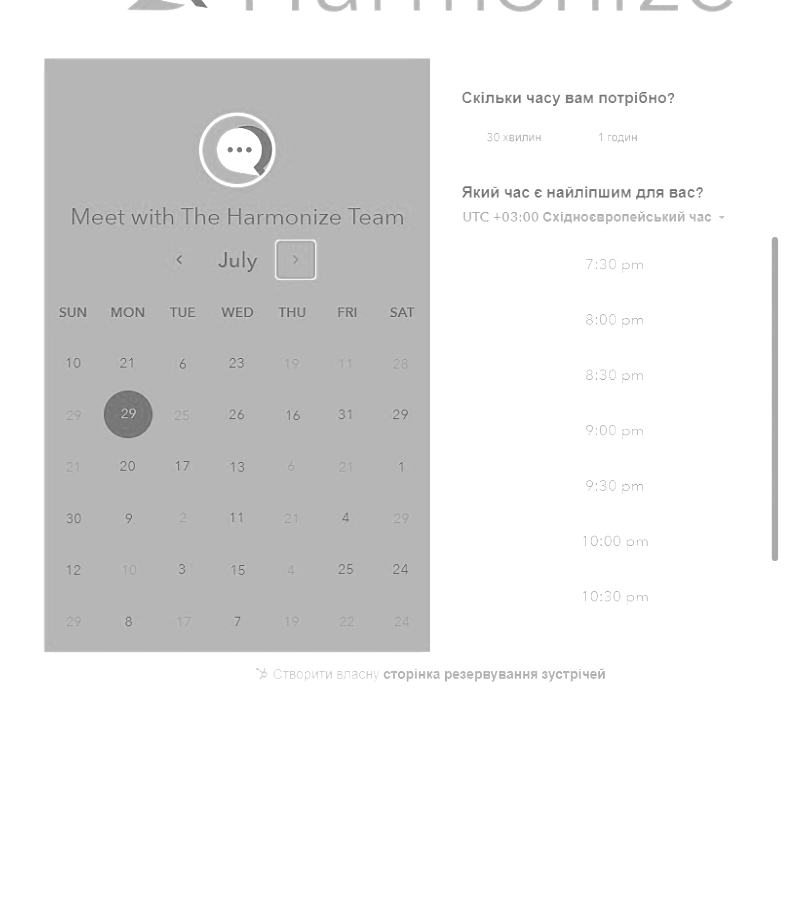 Harmonize
Meet with The Harmonize Team
July
SUN MON TUE WED THU FRI SAT
10 21 6 23 19 11 28
29 29 25 26 16 31 29
21 20 17 13 6 21 1
30 9 2 11 21 4 29
12 10 3 15 4 25 24
29 8 17 7 19 22 24
Скільки часу вам потрібно?
30 хвилин 1 годин
Який час є найліпшим для вас?
UTC +03:00 Східноєвропейський час
7:30 pm
8:00 pm
8:30 pm
9:00 pm
9:30 pm
10:00 pm
10:30 pm
Створити власну сторінка резервування зустрічей